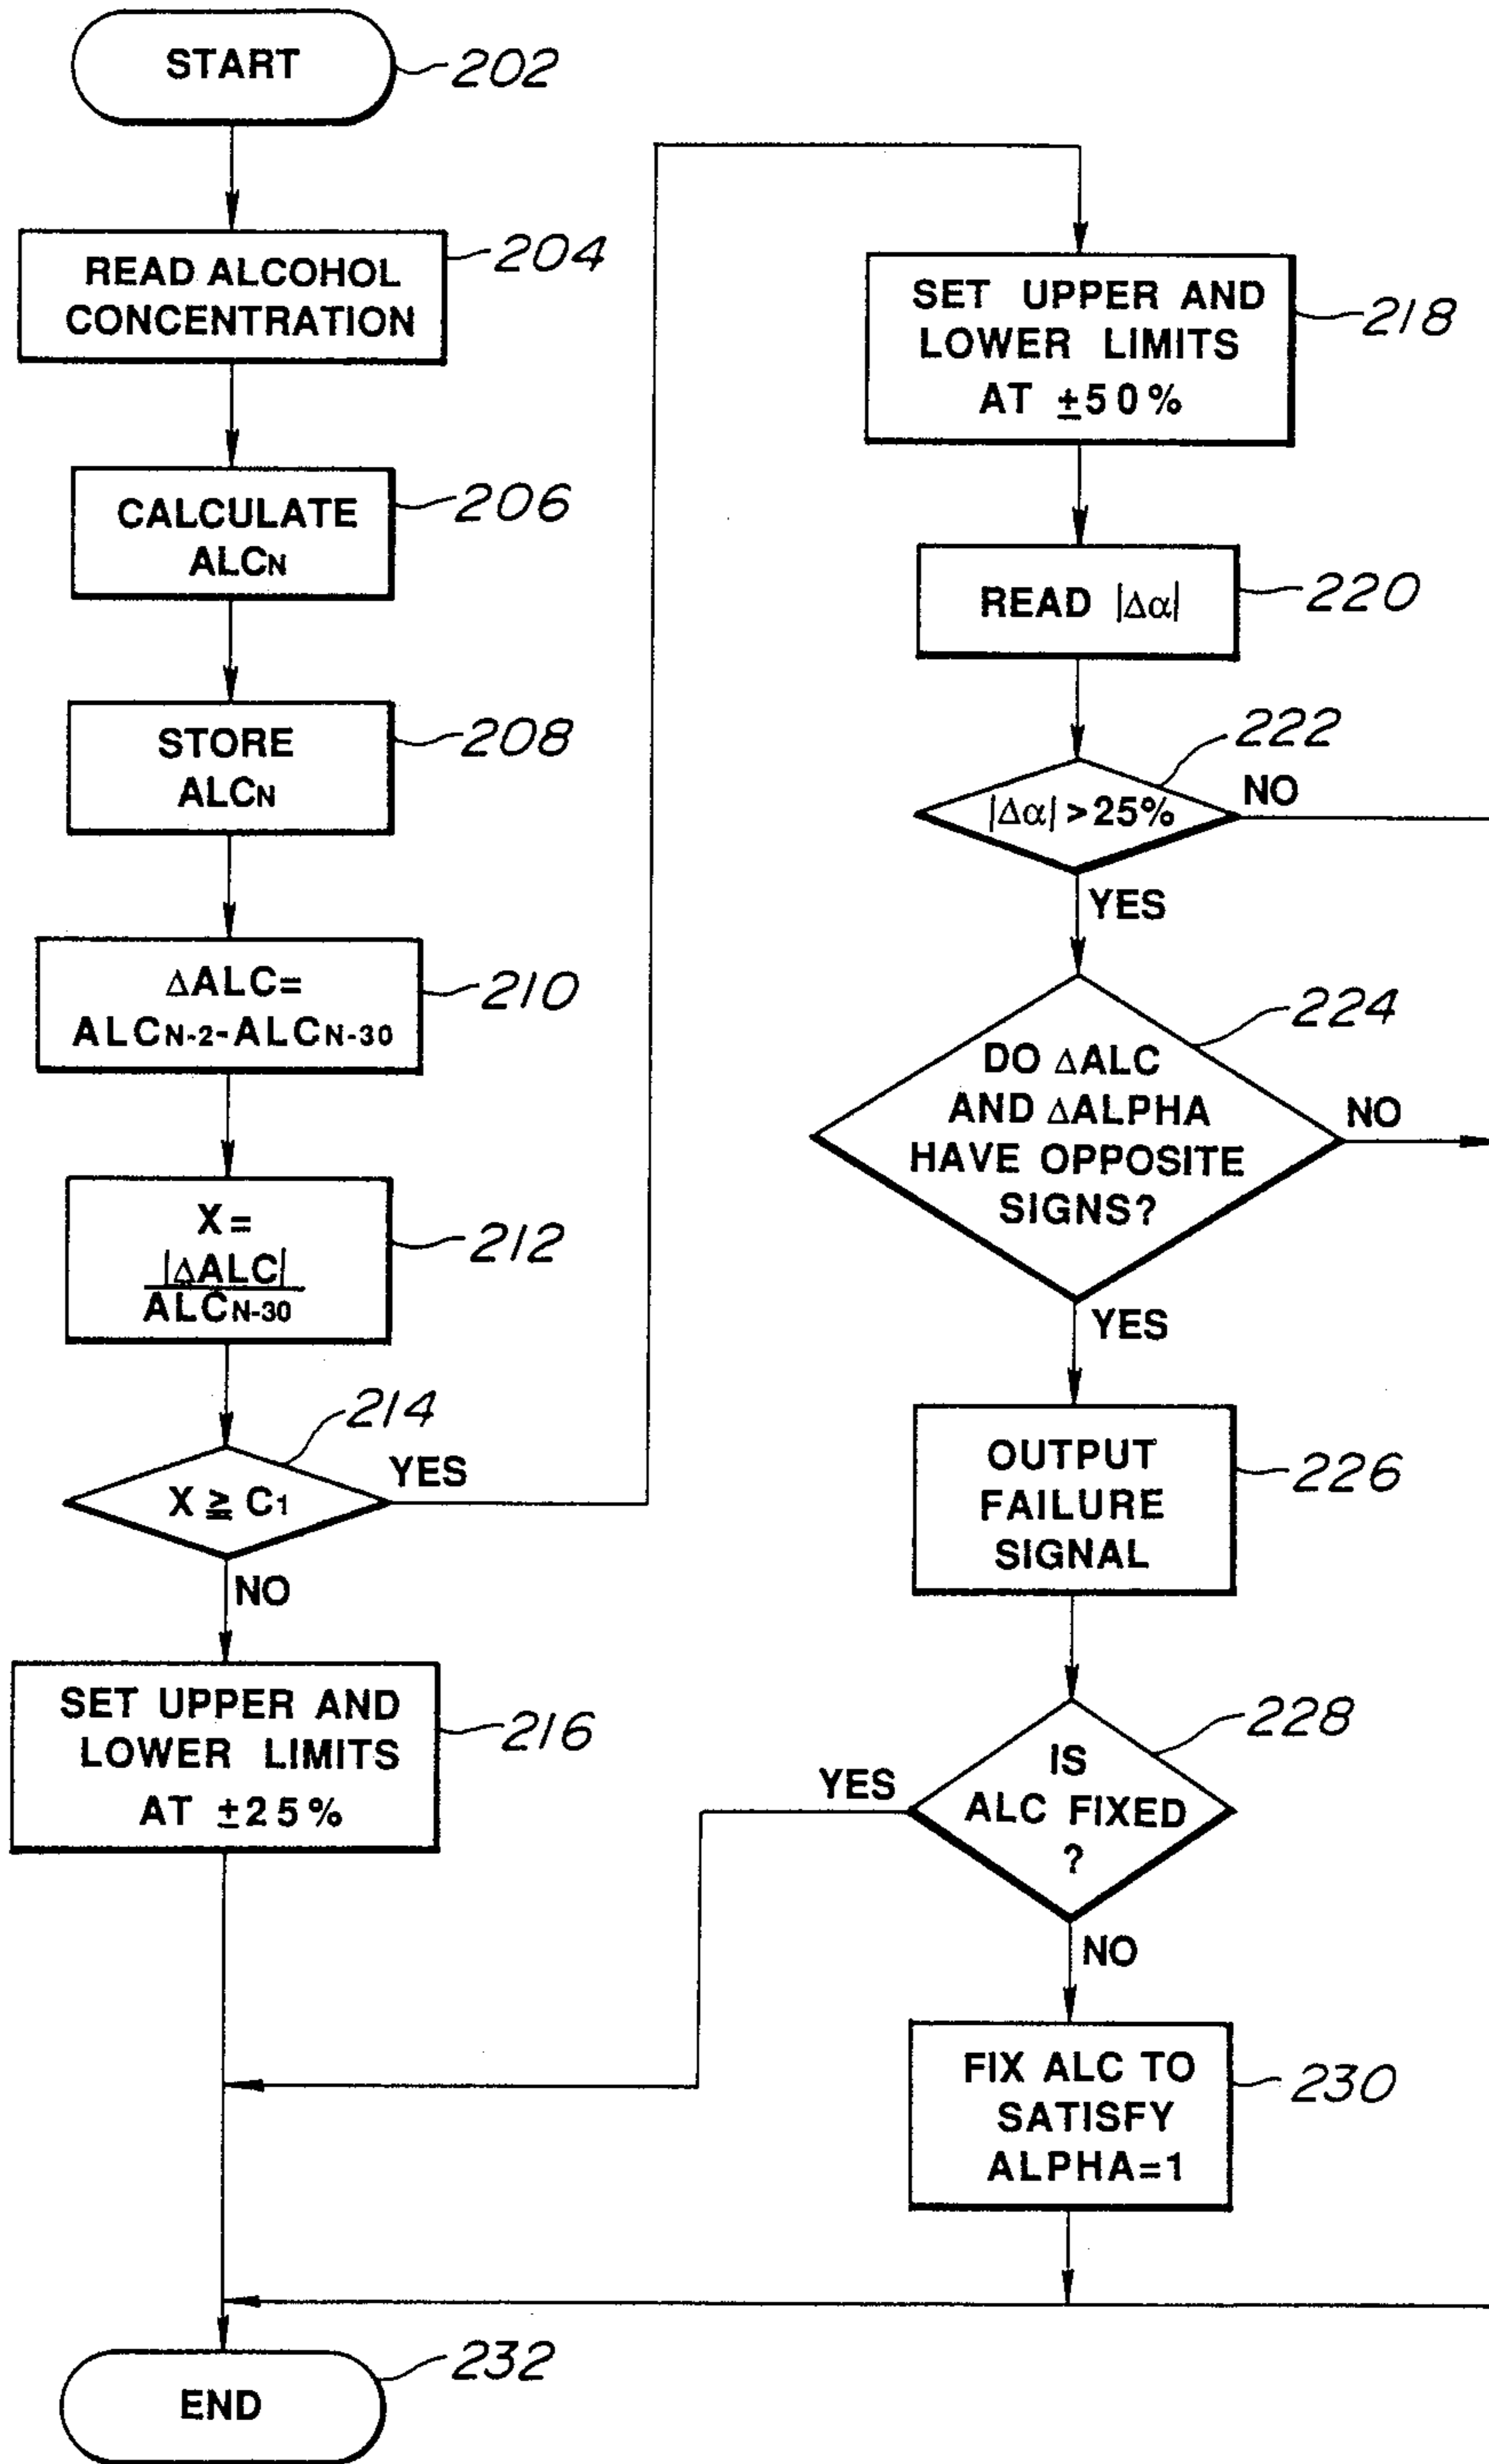 START
202
READ ALCOHOL
CONCENTRATION
204
CALCULATE
ALCN
206
STORE
ALCN
208
ΔALC=
ALCN-2-ALCN-30
210
X=
|ΔALC|
ALCN-30
212
214
X ≧ C1
YES
NO
SET UPPER AND
LOWER LIMITS
AT ±25%
216
SET UPPER AND
LOWER LIMITS
AT ±50%
218
READ |Δα|
220
222
|Δα| > 25%
NO
YES
224
DO ΔALC
AND ΔALPHA
HAVE OPPOSITE
SIGNS?
NO
YES
OUTPUT
FAILURE
SIGNAL
226
228
IS
ALC FIXED
?
YES
NO
FIX ALC TO
SATISFY
ALPHA=1
230
END
232